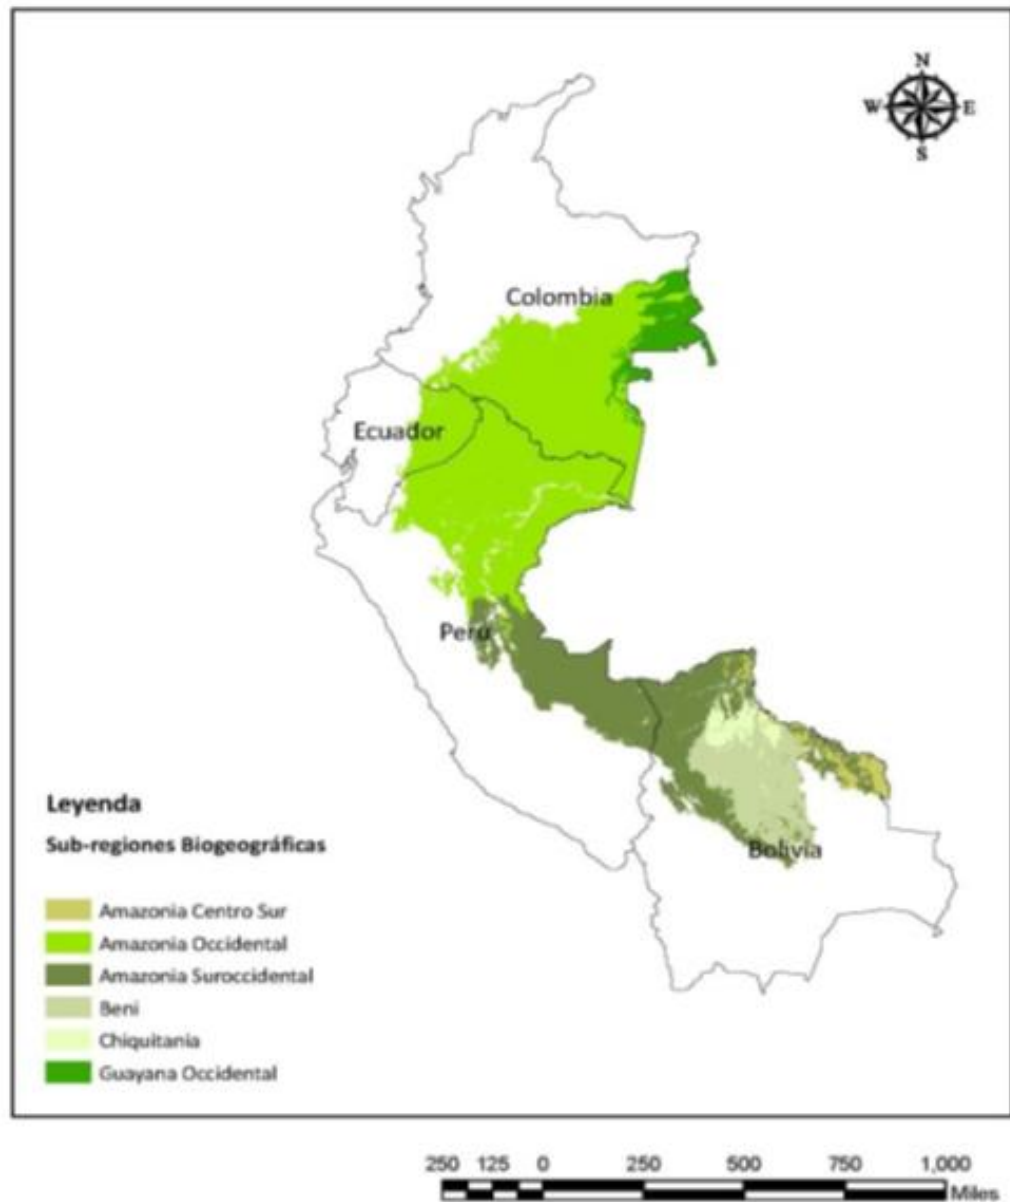 N
W E
S
Colombia
Ecuador
Perú
Bolivia
Leyenda
Sub-regiones Biogeográficas
Amazonia Centro Sur
Amazonia Occidental
Amazonia Suroccidental
Beni
Chiquitania
Guayana Occidental
250 125 0 250 500 750 1,000
Miles